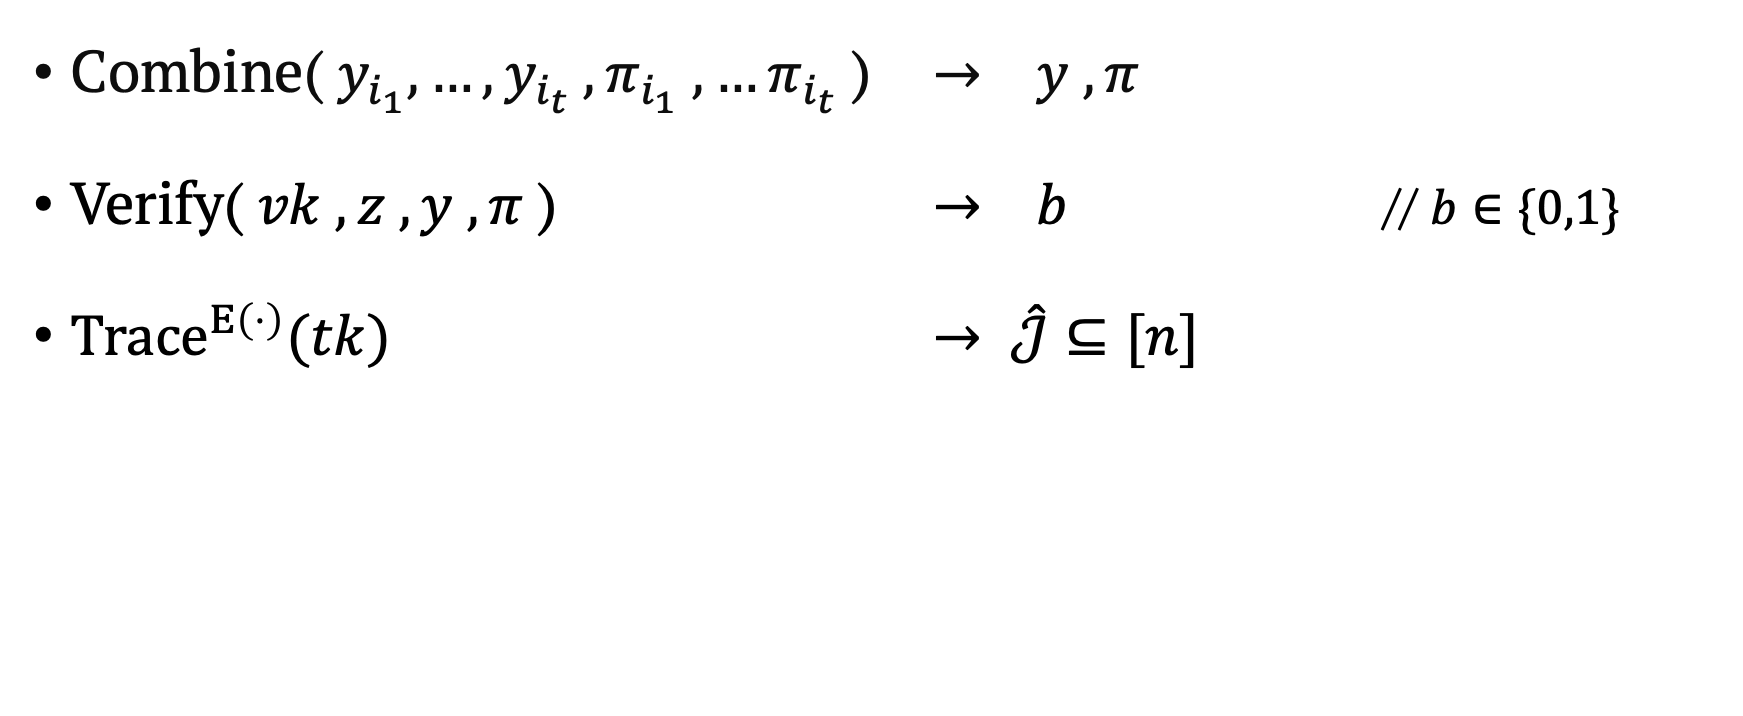 • Combine( y_{i_1}, … , y_{i_t} , π_{i_1} , … π_{i_t} ) → y , π
• Verify( vk , z , y , π ) → b // b ∈ {0,1}
• Trace^{E(·)}(tk) → 𝒥̂ ⊆ [n]